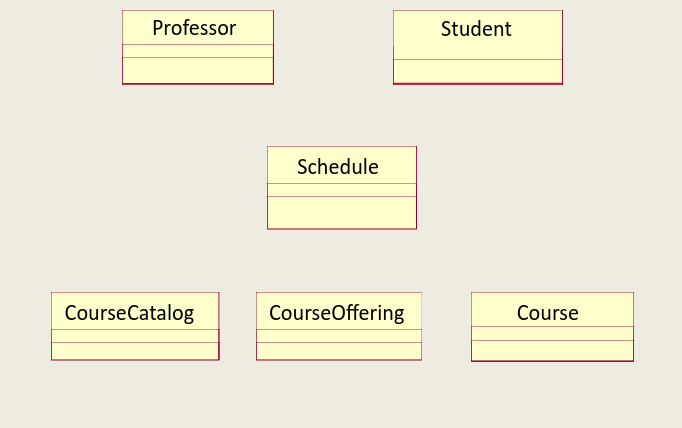 Professor
Student
Schedule
CourseCatalog
CourseOffering
Course